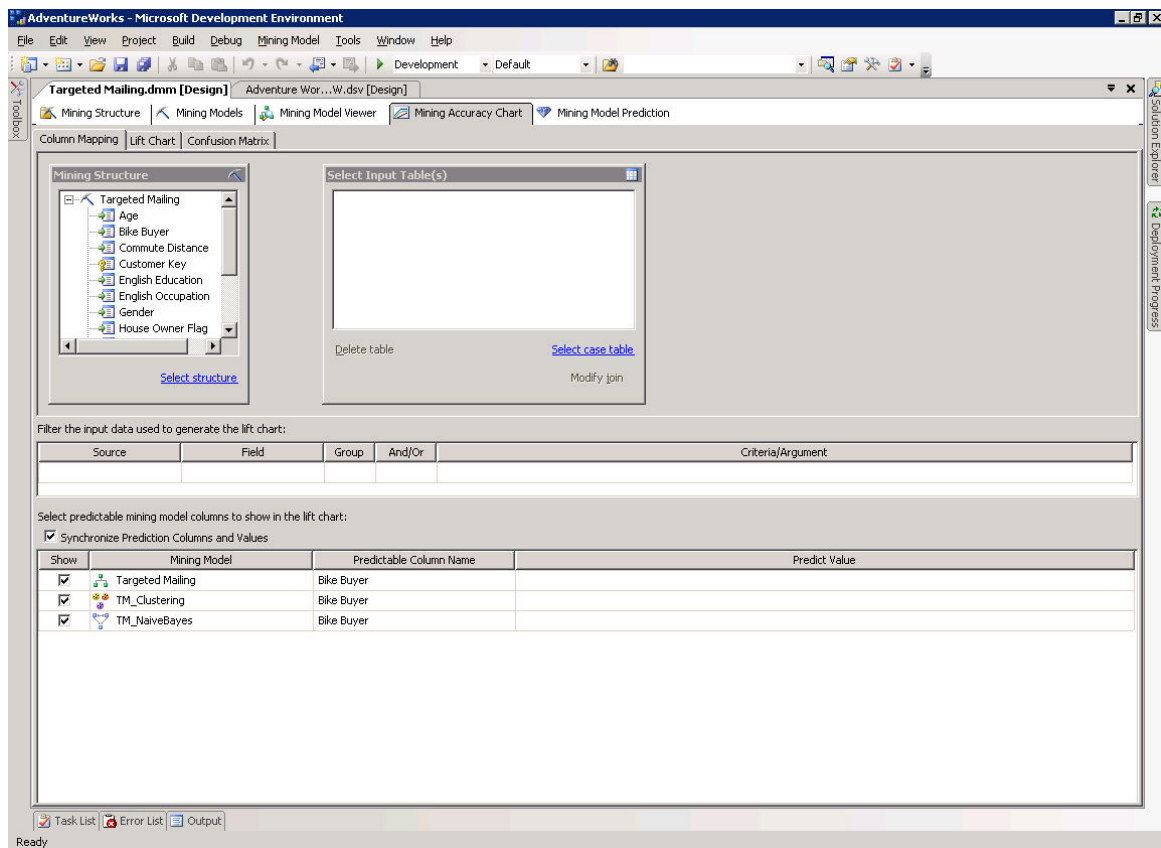 AdventureWorks - Microsoft Development Environment
File Edit View Project Build Debug Mining Model Tools Window Help
Development Default
Toolbox
Targeted Mailing.dmm [Design] Adventure Wor...W.dsv [Design]
Mining Structure Mining Models Mining Model Viewer Mining Accuracy Chart Mining Model Prediction
Column Mapping Lift Chart Confusion Matrix
Mining Structure
Targeted Mailing
Age
Bike Buyer
Commute Distance
Customer Key
English Education
English Occupation
Gender
House Owner Flag
Select structure
Select Input Table(s)
Delete table Select case table
Modify join
Filter the input data used to generate the lift chart:
Source Field Group And/Or Criteria/Argument
Select predictable mining model columns to show in the lift chart:
Synchronize Prediction Columns and Values
Show Mining Model Predictable Column Name Predict Value
Targeted Mailing Bike Buyer
TM_Clustering Bike Buyer
TM_NaiveBayes Bike Buyer
Solution Explorer
Deployment Progress
Task List Error List Output
Ready